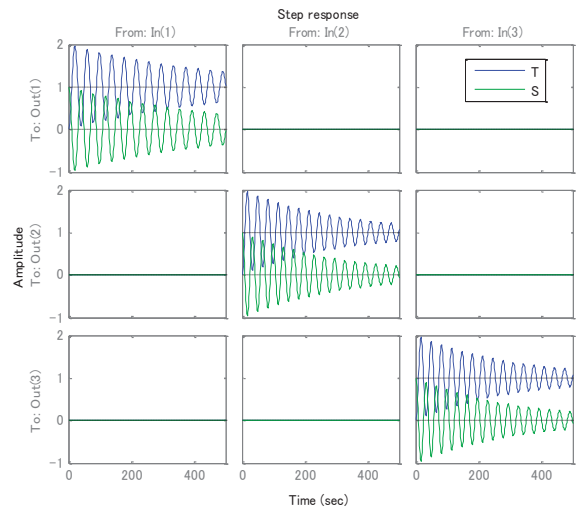 Step response
From: In(1) From: In(2) From: In(3)
T
S
Amplitude
To: Out(1)
2
1
0
-1
To: Out(2)
2
1
0
-1
To: Out(3)
2
1
0
-1
0 200 400 0 200 400 0 200 400
Time (sec)